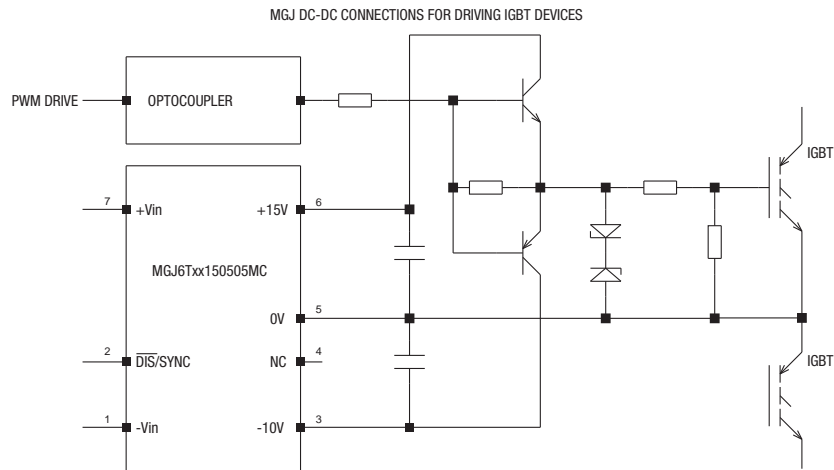 MGJ DC-DC CONNECTIONS FOR DRIVING IGBT DEVICES
PWM DRIVE
OPTOCOUPLER
IGBT
7
+Vin
+15V
6
MGJ6Txx150505MC
0V
5
2
DIS/SYNC
NC
4
IGBT
1
-Vin
-10V
3